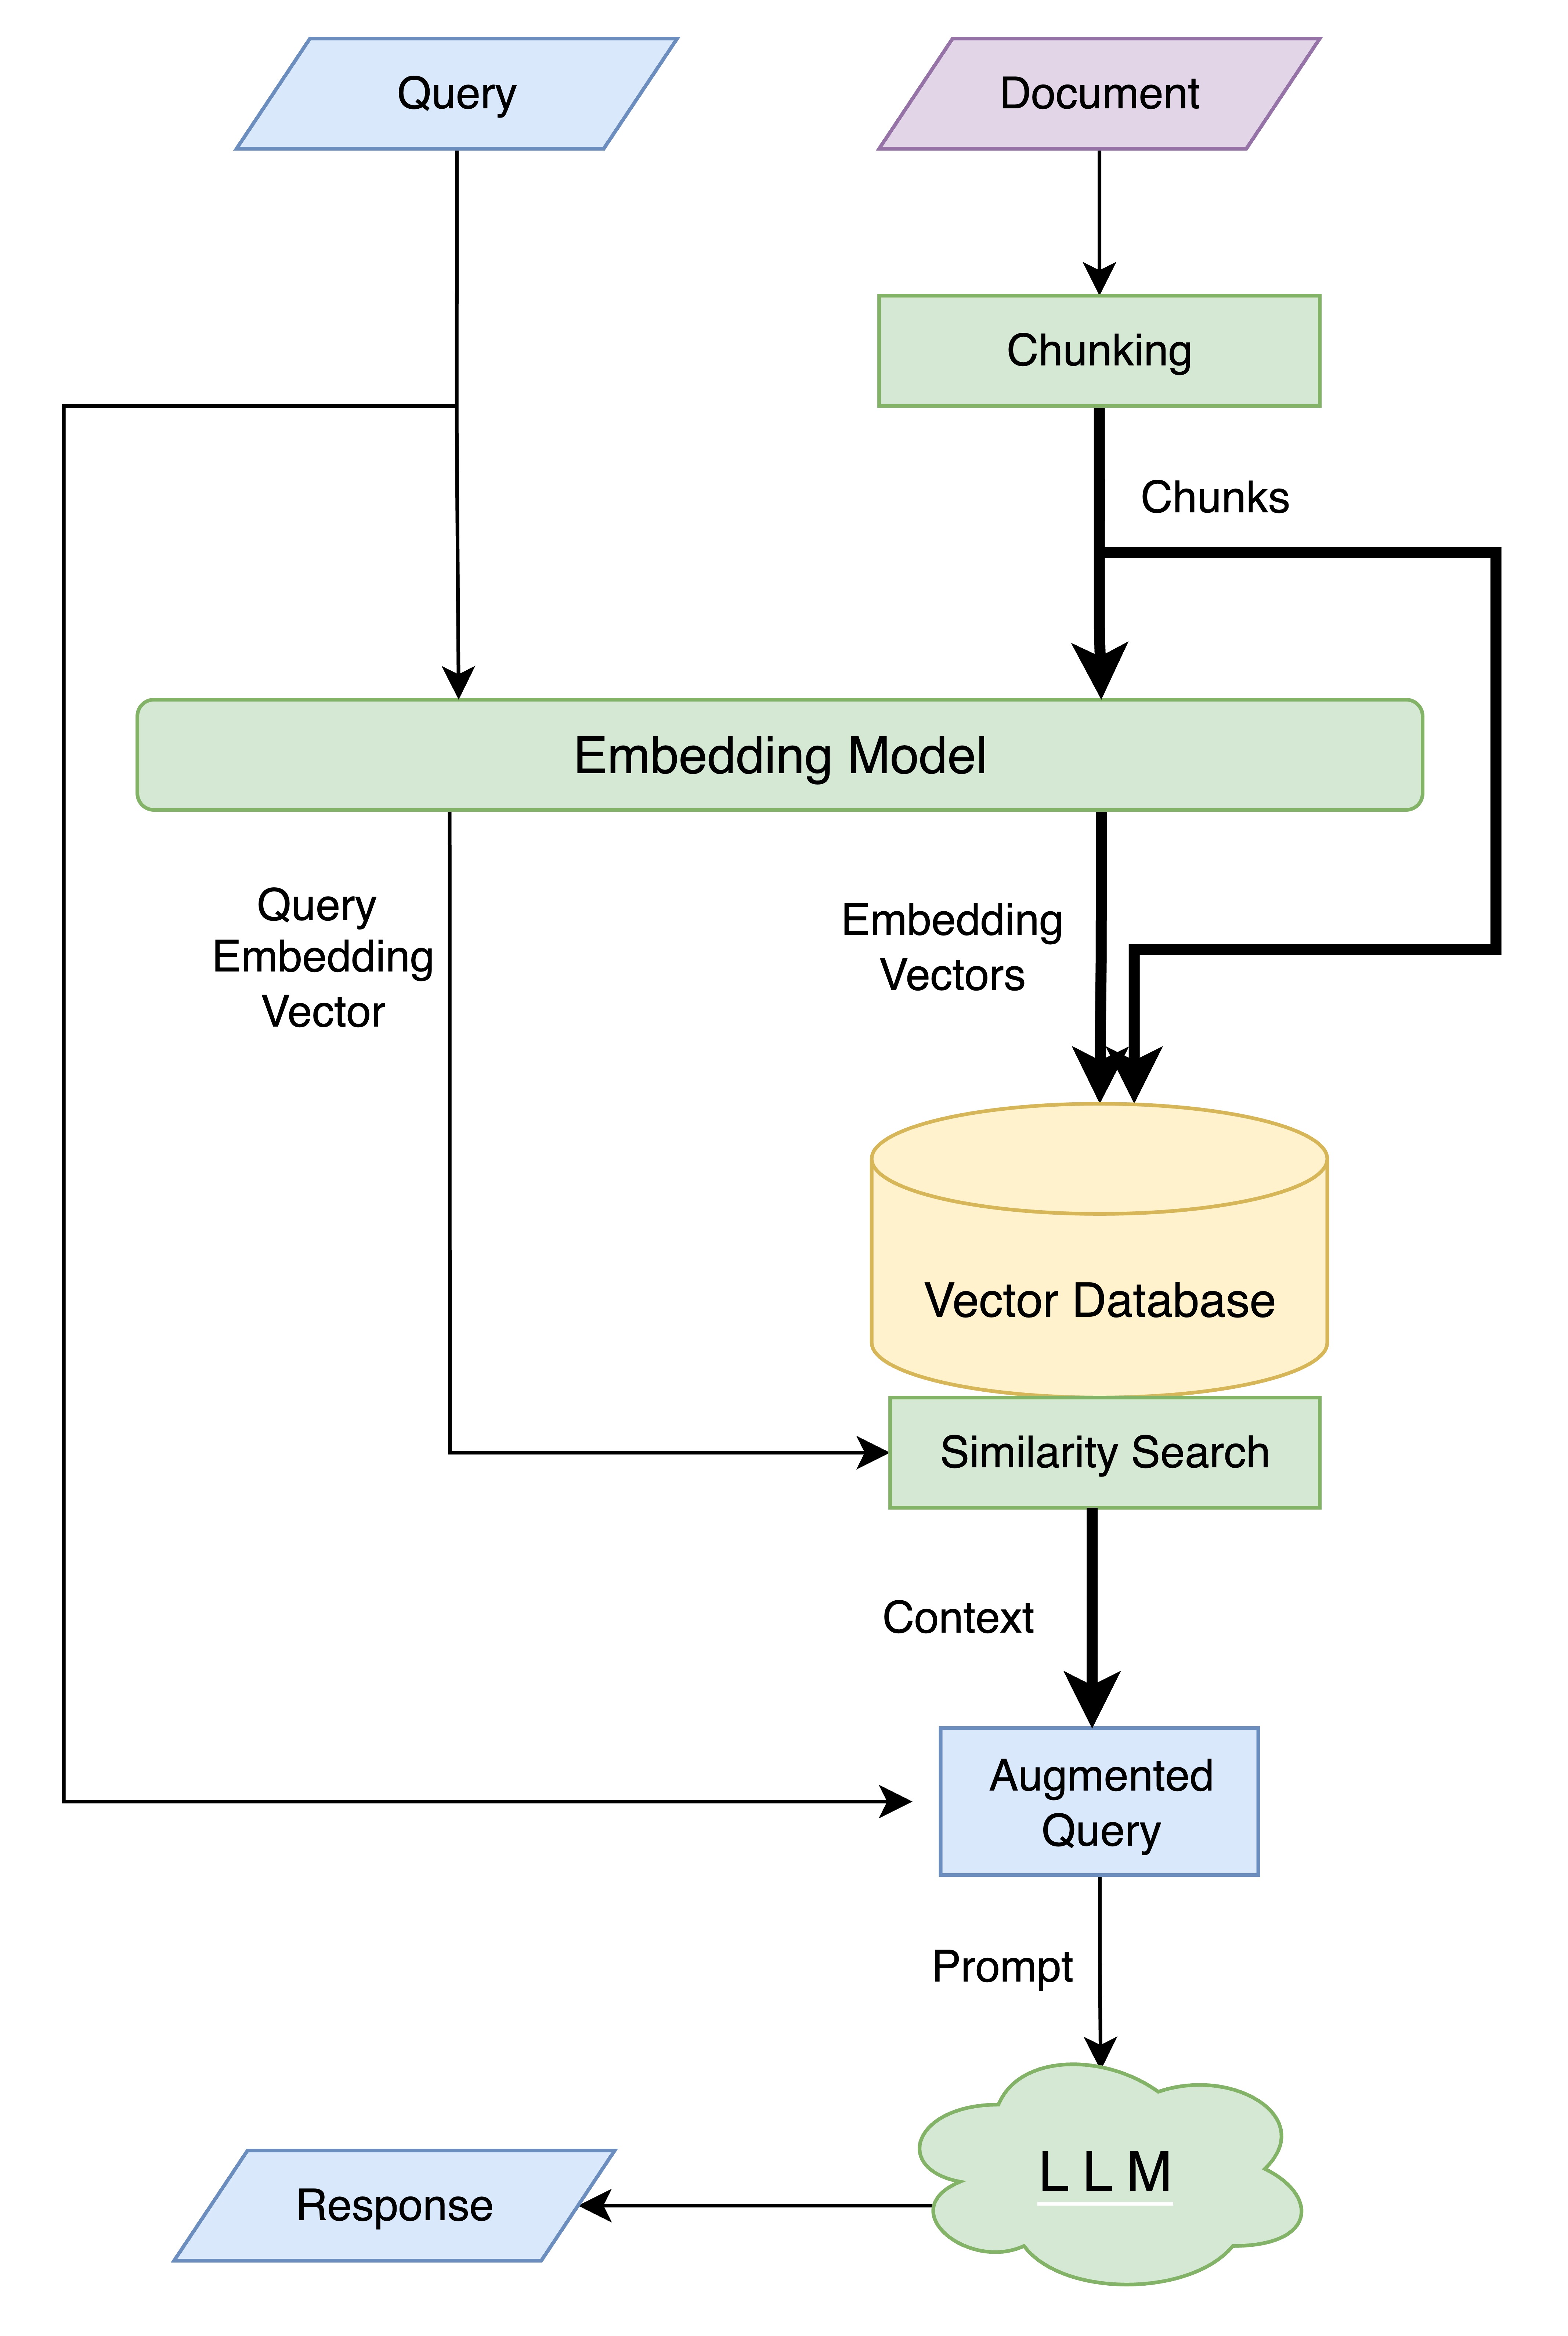 Query
Document
Chunking
Chunks
Embedding Model
Query
Embedding
Vector
Embedding
Vectors
Vector Database
Similarity Search
Context
Augmented
Query
Prompt
L L M
Response